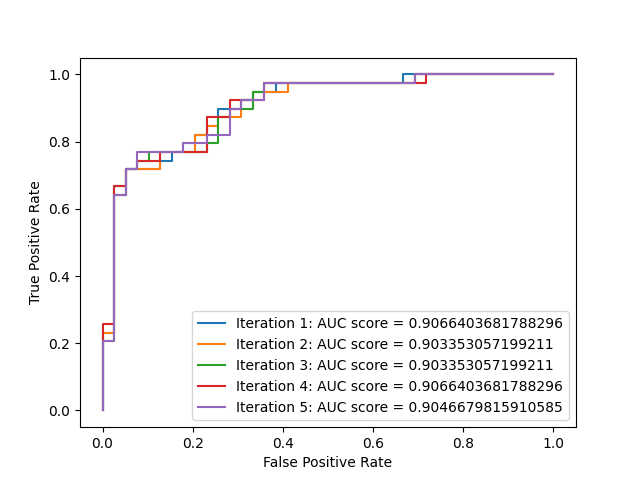 1.0
0.8
0.6
0.4
0.2
0.0
True Positive Rate
Iteration 1: AUC score = 0.9066403681788296
Iteration 2: AUC score = 0.903353057199211
Iteration 3: AUC score = 0.903353057199211
Iteration 4: AUC score = 0.9066403681788296
Iteration 5: AUC score = 0.9046679815910585
0.0 0.2 0.4 0.6 0.8 1.0
False Positive Rate